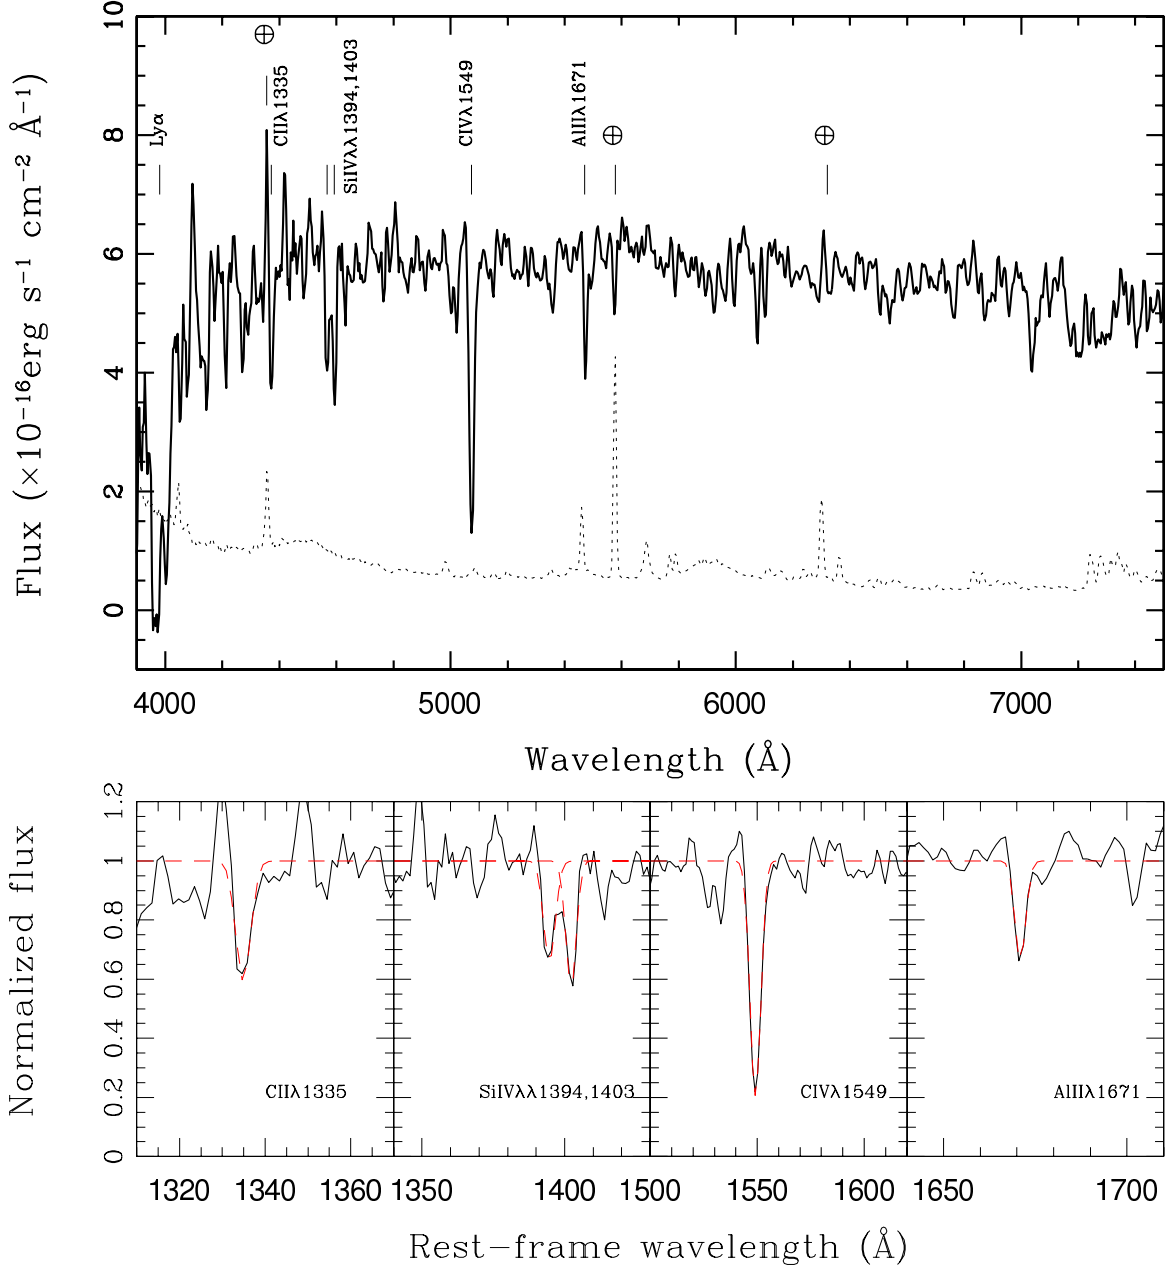 Flux (×10−16erg s−1 cm−2 Å−1)
10
8
6
4
2
0
Lyα
CIIλ1335
SiIVλλ1394,1403
CIVλ1549
AlIIλ1671
4000
5000
6000
7000
Wavelength (Å)
Normalized flux
1.2
1
0.8
0.6
0.4
0.2
0
CIIλ1335
SiIVλλ1394,1403
CIVλ1549
AlIIλ1671
1320
1340
1360
1350
1400
1500
1550
1600
1650
1700
Rest−frame wavelength (Å)